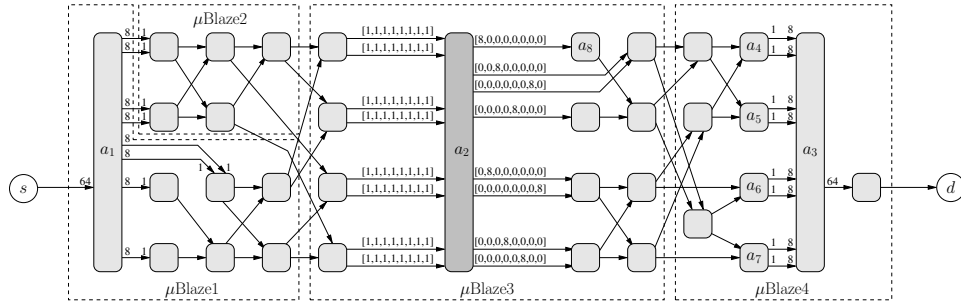 μBlaze2
8 1
8 1
[1,1,1,1,1,1,1,1]
[1,1,1,1,1,1,1,1]
[8,0,0,0,0,0,0,0]
a8
[0,0,8,0,0,0,0,0]
[0,0,0,0,0,0,8,0]
a4
1 8
1 8
8 1
8 1
[1,1,1,1,1,1,1,1]
[1,1,1,1,1,1,1,1]
[0,0,0,0,8,0,0,0]
a5
1 8
1 8
a1
8
8
1
1
a2
a3
s
64
8 1
[1,1,1,1,1,1,1,1]
[1,1,1,1,1,1,1,1]
[0,8,0,0,0,0,0,0]
[0,0,0,0,0,0,0,8]
a6
1 8
1 8
64
d
8 1
[1,1,1,1,1,1,1,1]
[1,1,1,1,1,1,1,1]
[0,0,0,8,0,0,0,0]
[0,0,0,0,0,8,0,0]
a7
1 8
1 8
μBlaze1
μBlaze3
μBlaze4